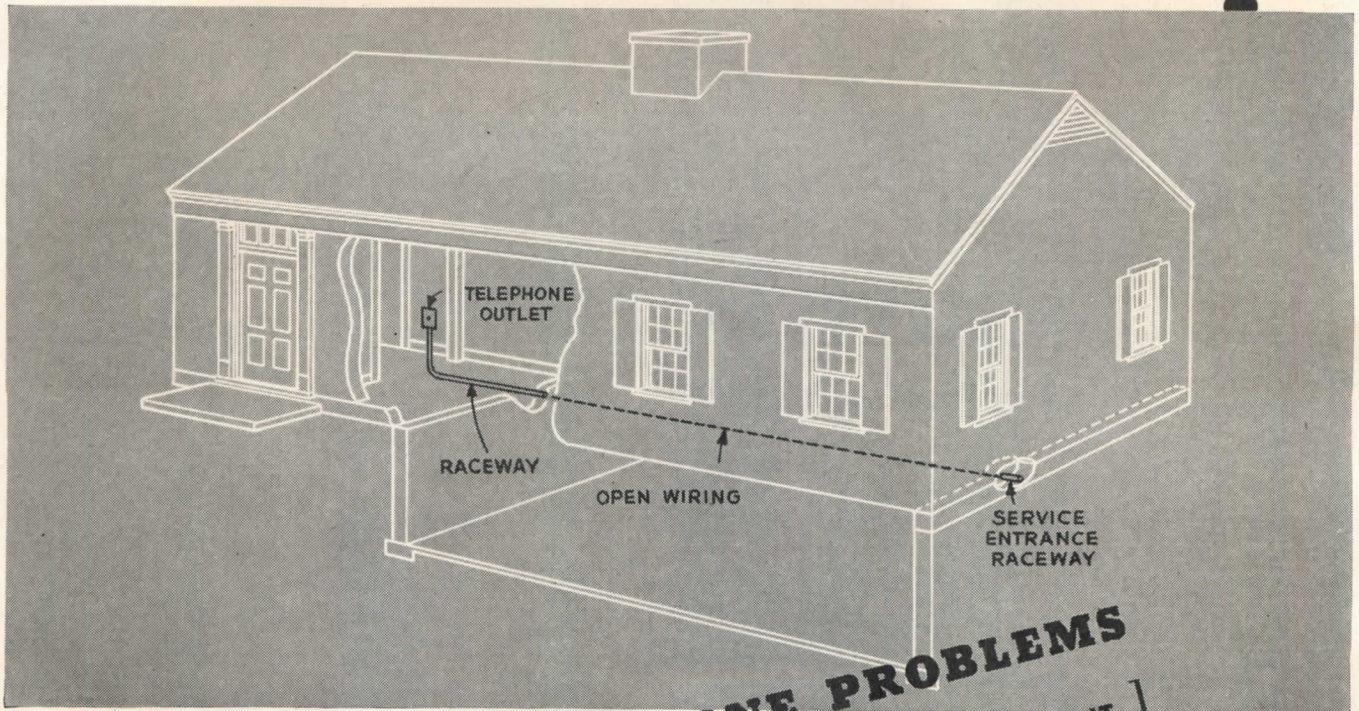 TELEPHONE
OUTLET
RACEWAY
OPEN WIRING
SERVICE
ENTRANCE
RACEWAY
PROBLEMS